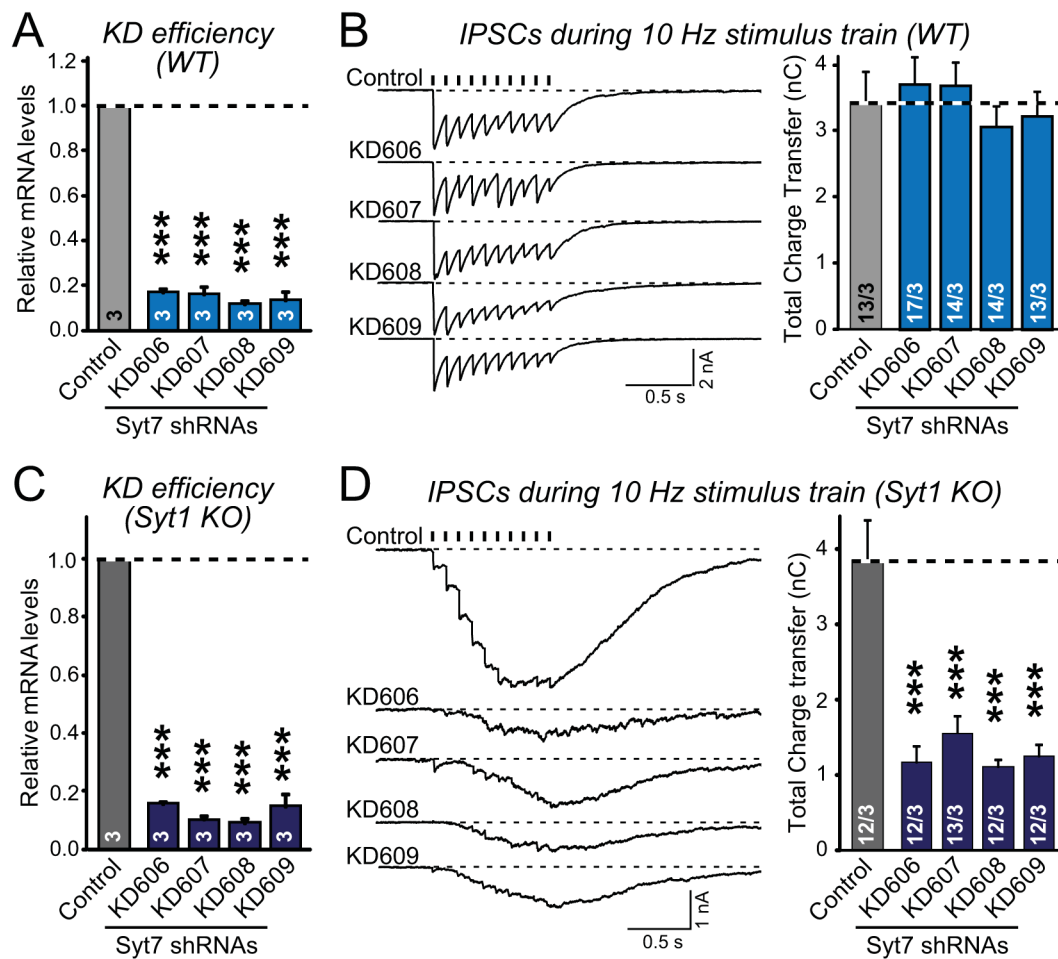 A
KD efficiency
(WT)
Relative mRNA levels
1.2
1.0
0.8
0.6
0.4
0.2
0.0
***
***
***
***
3
3
3
3
3
Control
KD606
KD607
KD608
KD609
Syt7 shRNAs
B
IPSCs during 10 Hz stimulus train (WT)
Control
KD606
KD607
KD608
KD609
2 nA
0.5 s
Total Charge Transfer (nC)
4
3
2
1
0
13/3
17/3
14/3
14/3
13/3
Control
KD606
KD607
KD608
KD609
Syt7 shRNAs
C
KD efficiency
(Syt1 KO)
Relative mRNA levels
1.0
0.8
0.6
0.4
0.2
0.0
***
***
***
***
3
3
3
3
3
Control
KD606
KD607
KD608
KD609
Syt7 shRNAs
D
IPSCs during 10 Hz stimulus train (Syt1 KO)
Control
KD606
KD607
KD608
KD609
1 nA
0.5 s
Total Charge transfer (nC)
4
3
2
1
0
***
***
***
***
12/3
12/3
13/3
12/3
12/3
Control
KD606
KD607
KD608
KD609
Syt7 shRNAs